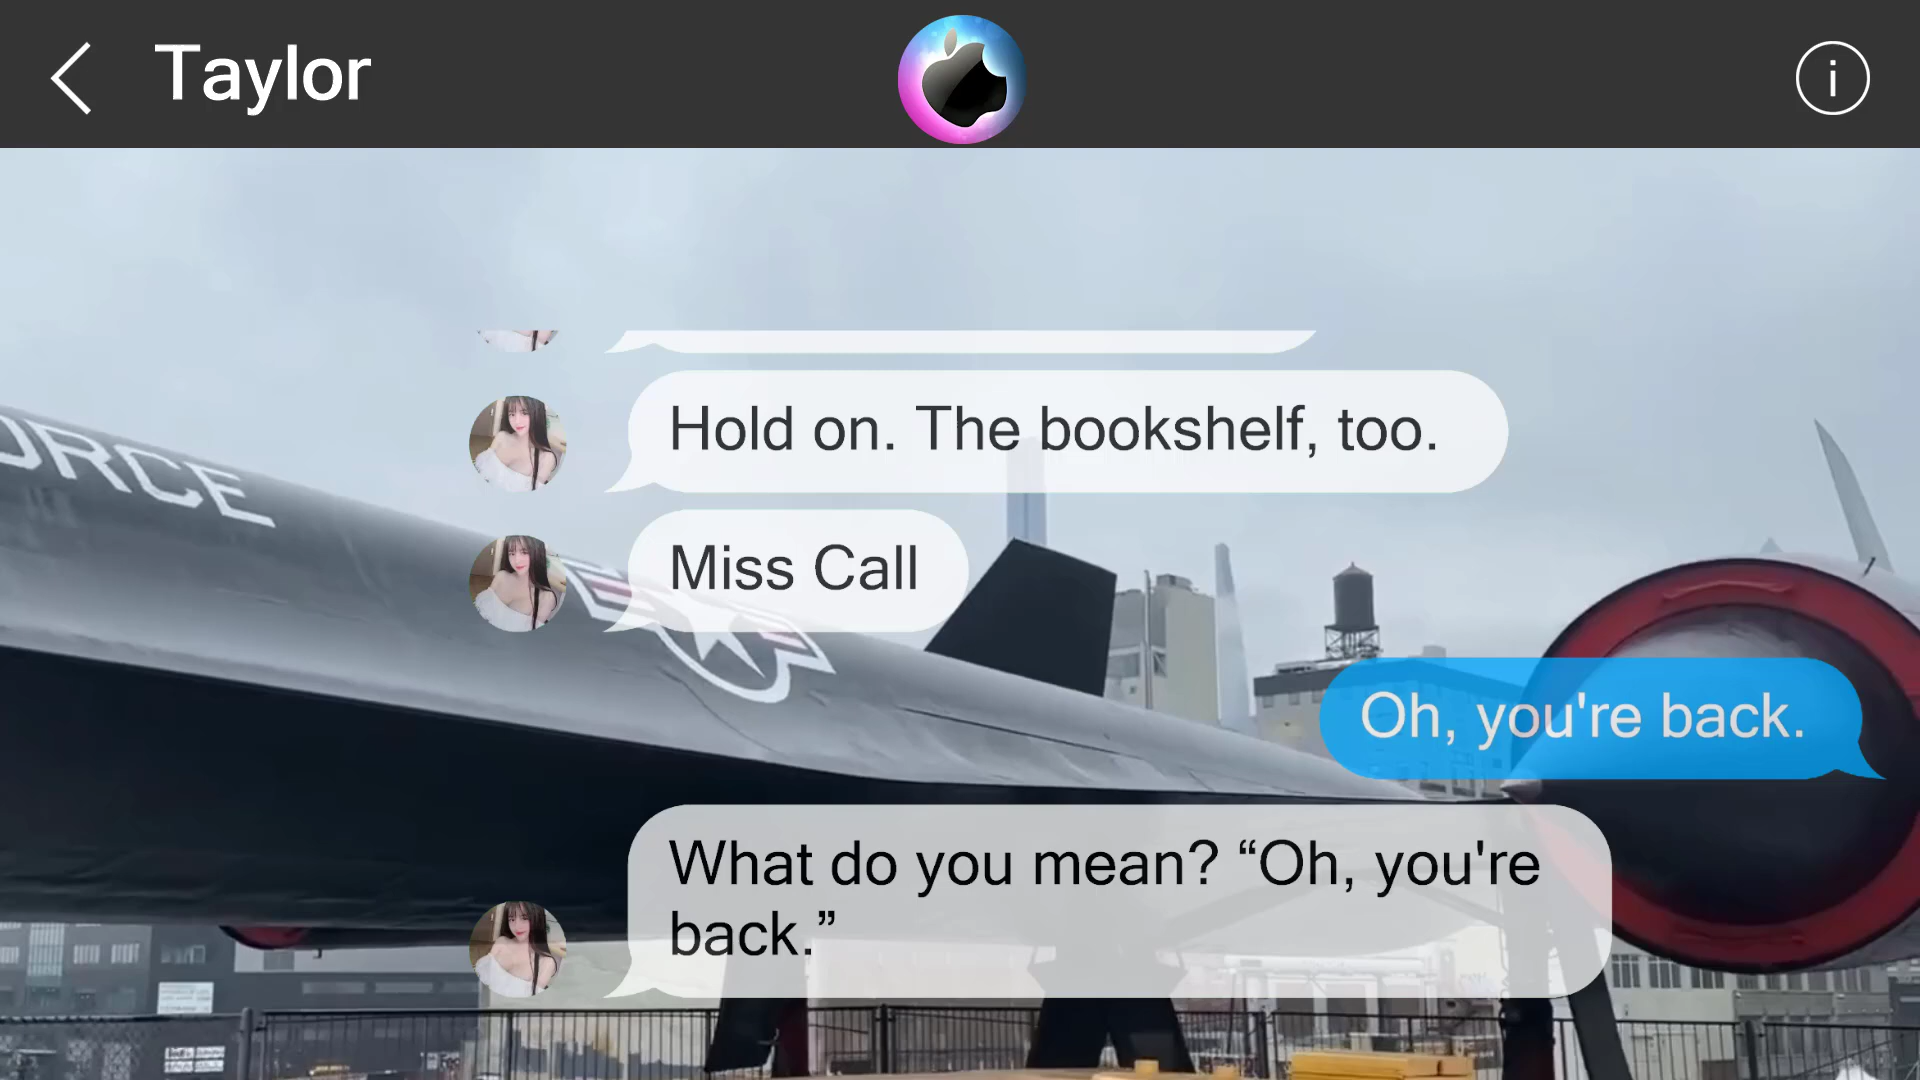 Taylor
i
Hold on. The bookshelf, too.
ORCE
Miss Call
Oh, you're back.
What do you mean? “Oh, you're
back.”